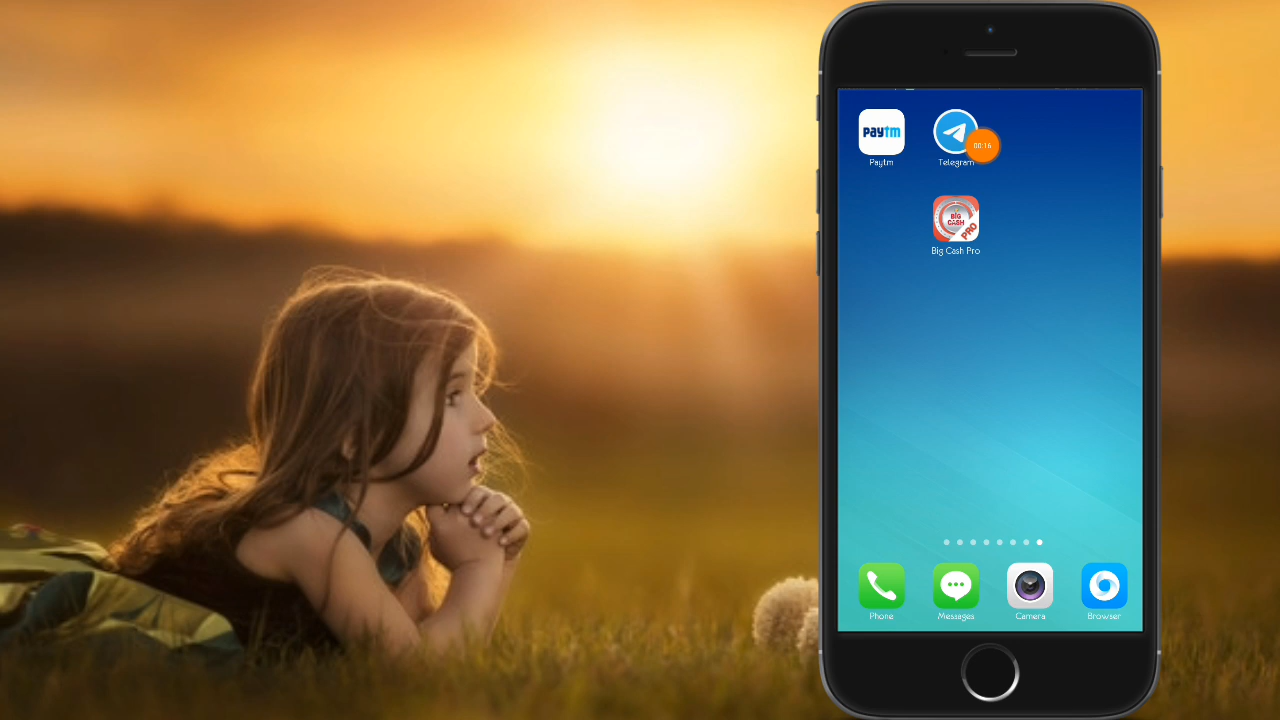 paytm
Paytm
Telegram
00:16
BIG
CASH
PRO
Big Cash Pro
Phone
Messages
Camera
Browser